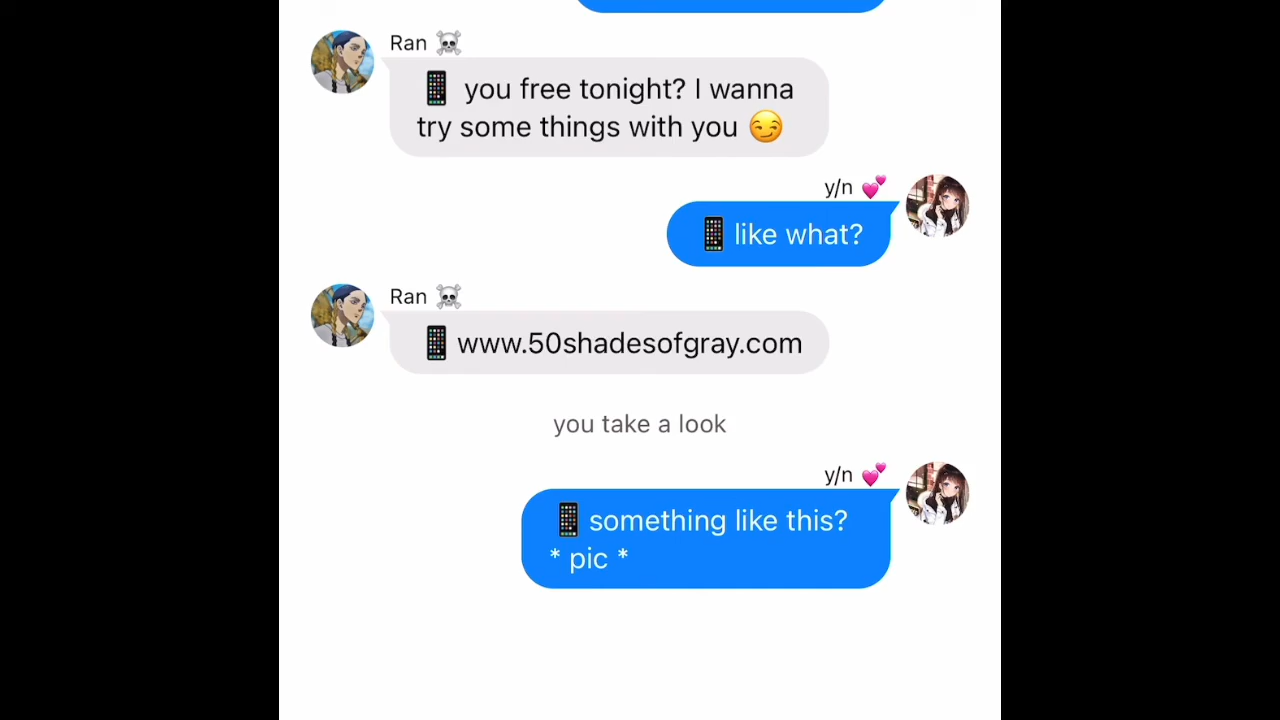 Ran ☠️
📱 you free tonight? I wanna
try some things with you 😏
y/n 💕
📱 like what?
Ran ☠️
📱 www.50shadesofgray.com
you take a look
y/n 💕
📱 something like this?
* pic *